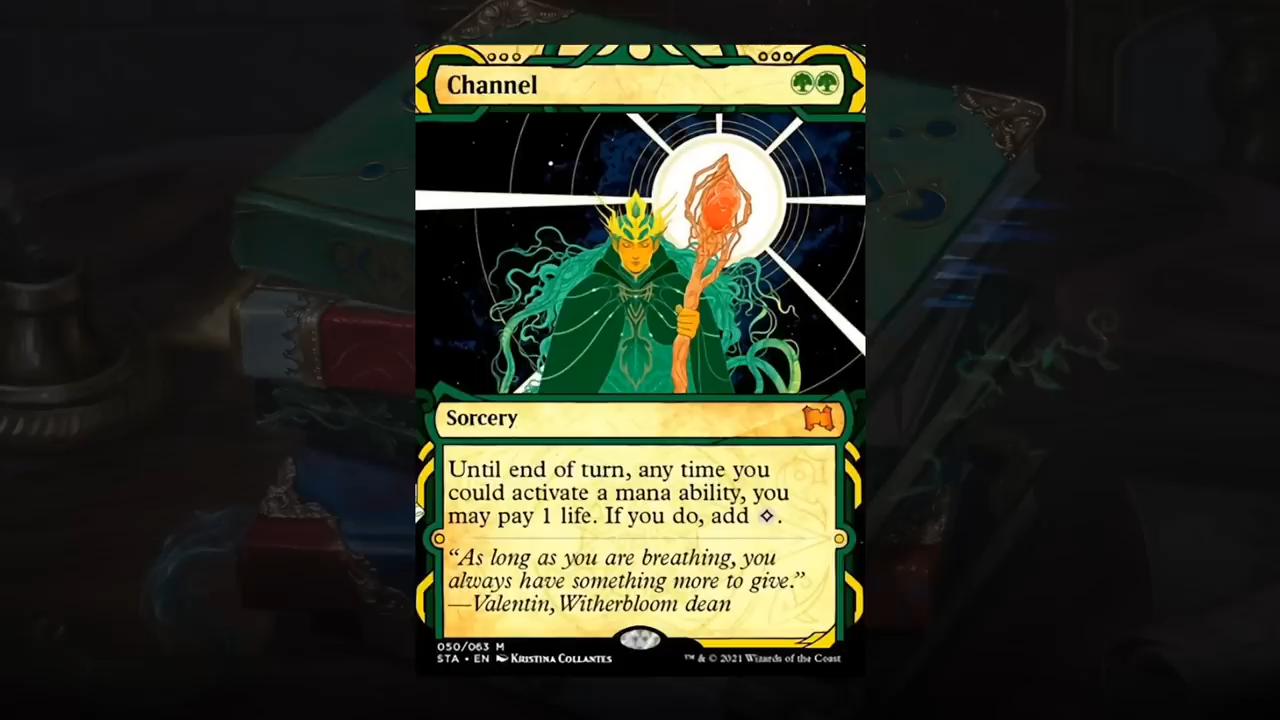 Channel
Sorcery
Until end of turn, any time you
could activate a mana ability, you
may pay 1 life. If you do, add .
“As long as you are breathing, you
always have something more to give.”
—Valentin, Witherbloom dean
050/063 M
STA • EN Kristina Collantes
™ & © 2021 Wizards of the Coast